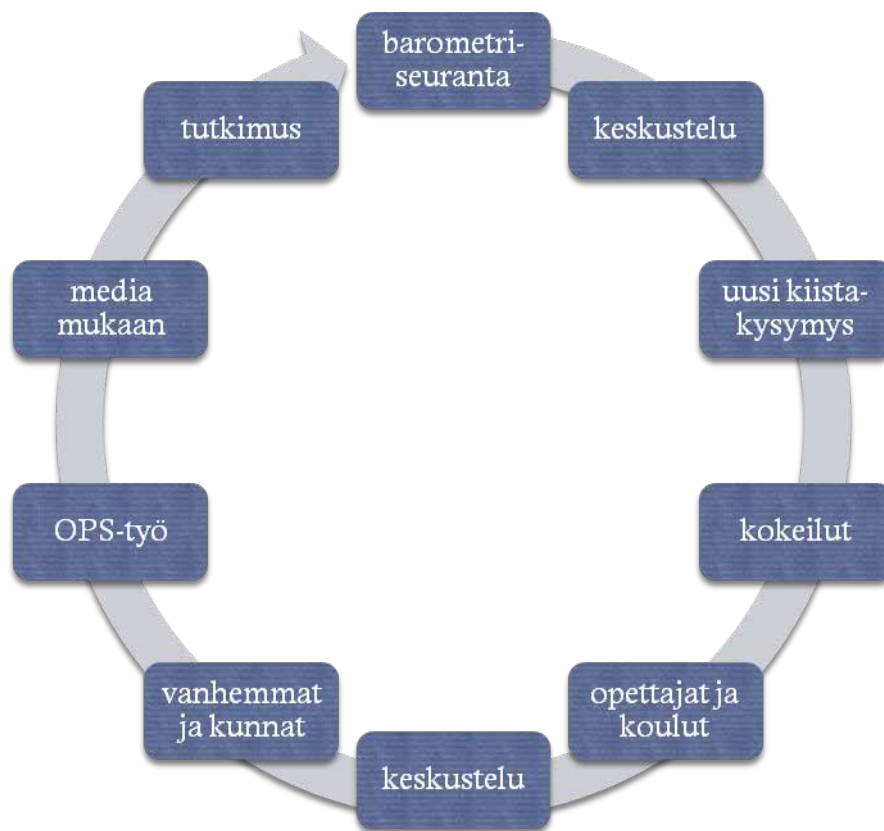 barometri-
seuranta
keskustelu
uusi kiista-
kysymys
kokeilut
opettajat ja
koulut
keskustelu
vanhemmat
ja kunnat
OPS-työ
media
mukaan
tutkimus